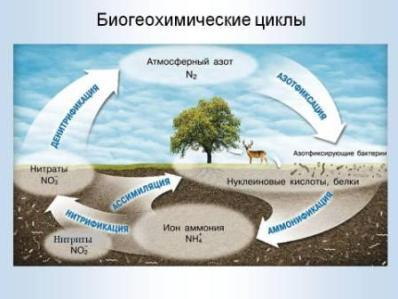 Биогеохимические циклы
Атмосферный азот
N₂
ДЕНИТРИФИКАЦИЯ
АЗОТФИКСАЦИЯ
Азотфиксирующие бактерии
Нитраты
NO₃⁻
АССИМИЛЯЦИЯ
Нуклеиновые кислоты, белки
НИТРИФИКАЦИЯ
АММОНИФИКАЦИЯ
Нитриты
NO₂⁻
Ион аммония
NH₄⁺